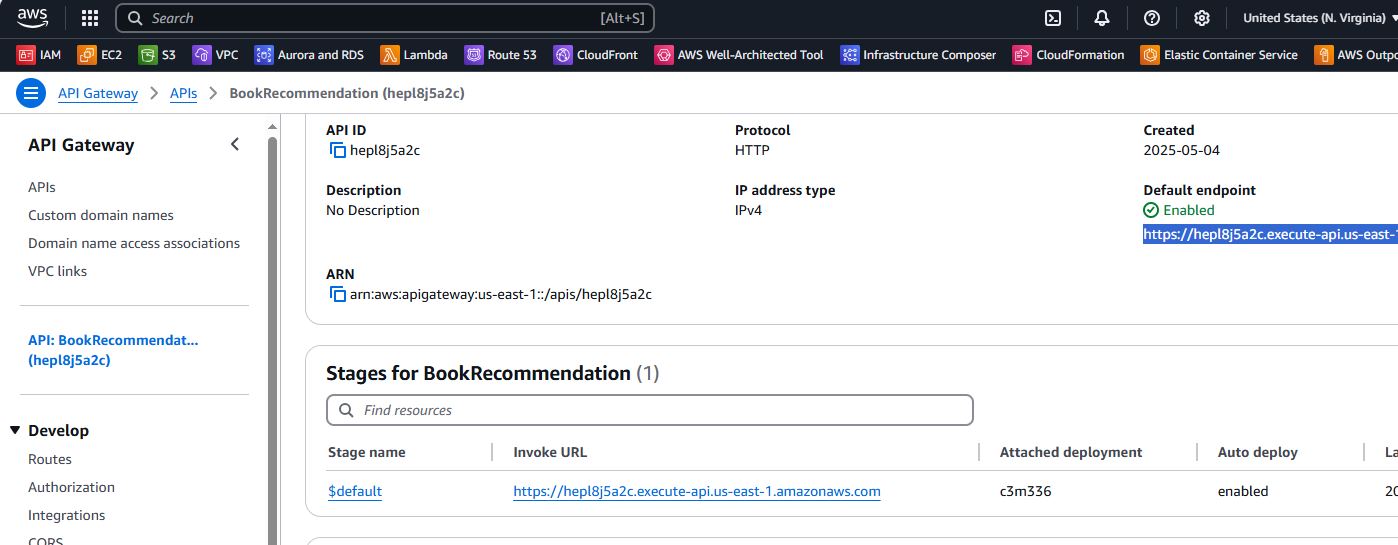 aws
Search [Alt+S] United States (N. Virginia)
IAM EC2 S3 VPC Aurora and RDS Lambda Route 53 CloudFront AWS Well-Architected Tool Infrastructure Composer CloudFormation Elastic Container Service AWS Outpo
API Gateway > APIs > BookRecommendation (hepl8j5a2c)
API Gateway
APIs
Custom domain names
Domain name access associations
VPC links
API: BookRecommendat...
(hepl8j5a2c)
Develop
Routes
Authorization
Integrations
CORS
API ID
hepl8j5a2c
Protocol
HTTP
Created
2025-05-04
Description
No Description
IP address type
IPv4
Default endpoint
Enabled
https://hepl8j5a2c.execute-api.us-east-1
ARN
arn:aws:apigateway:us-east-1::/apis/hepl8j5a2c
Stages for BookRecommendation (1)
Find resources
Stage name Invoke URL Attached deployment Auto deploy La
$default https://hepl8j5a2c.execute-api.us-east-1.amazonaws.com c3m336 enabled 20